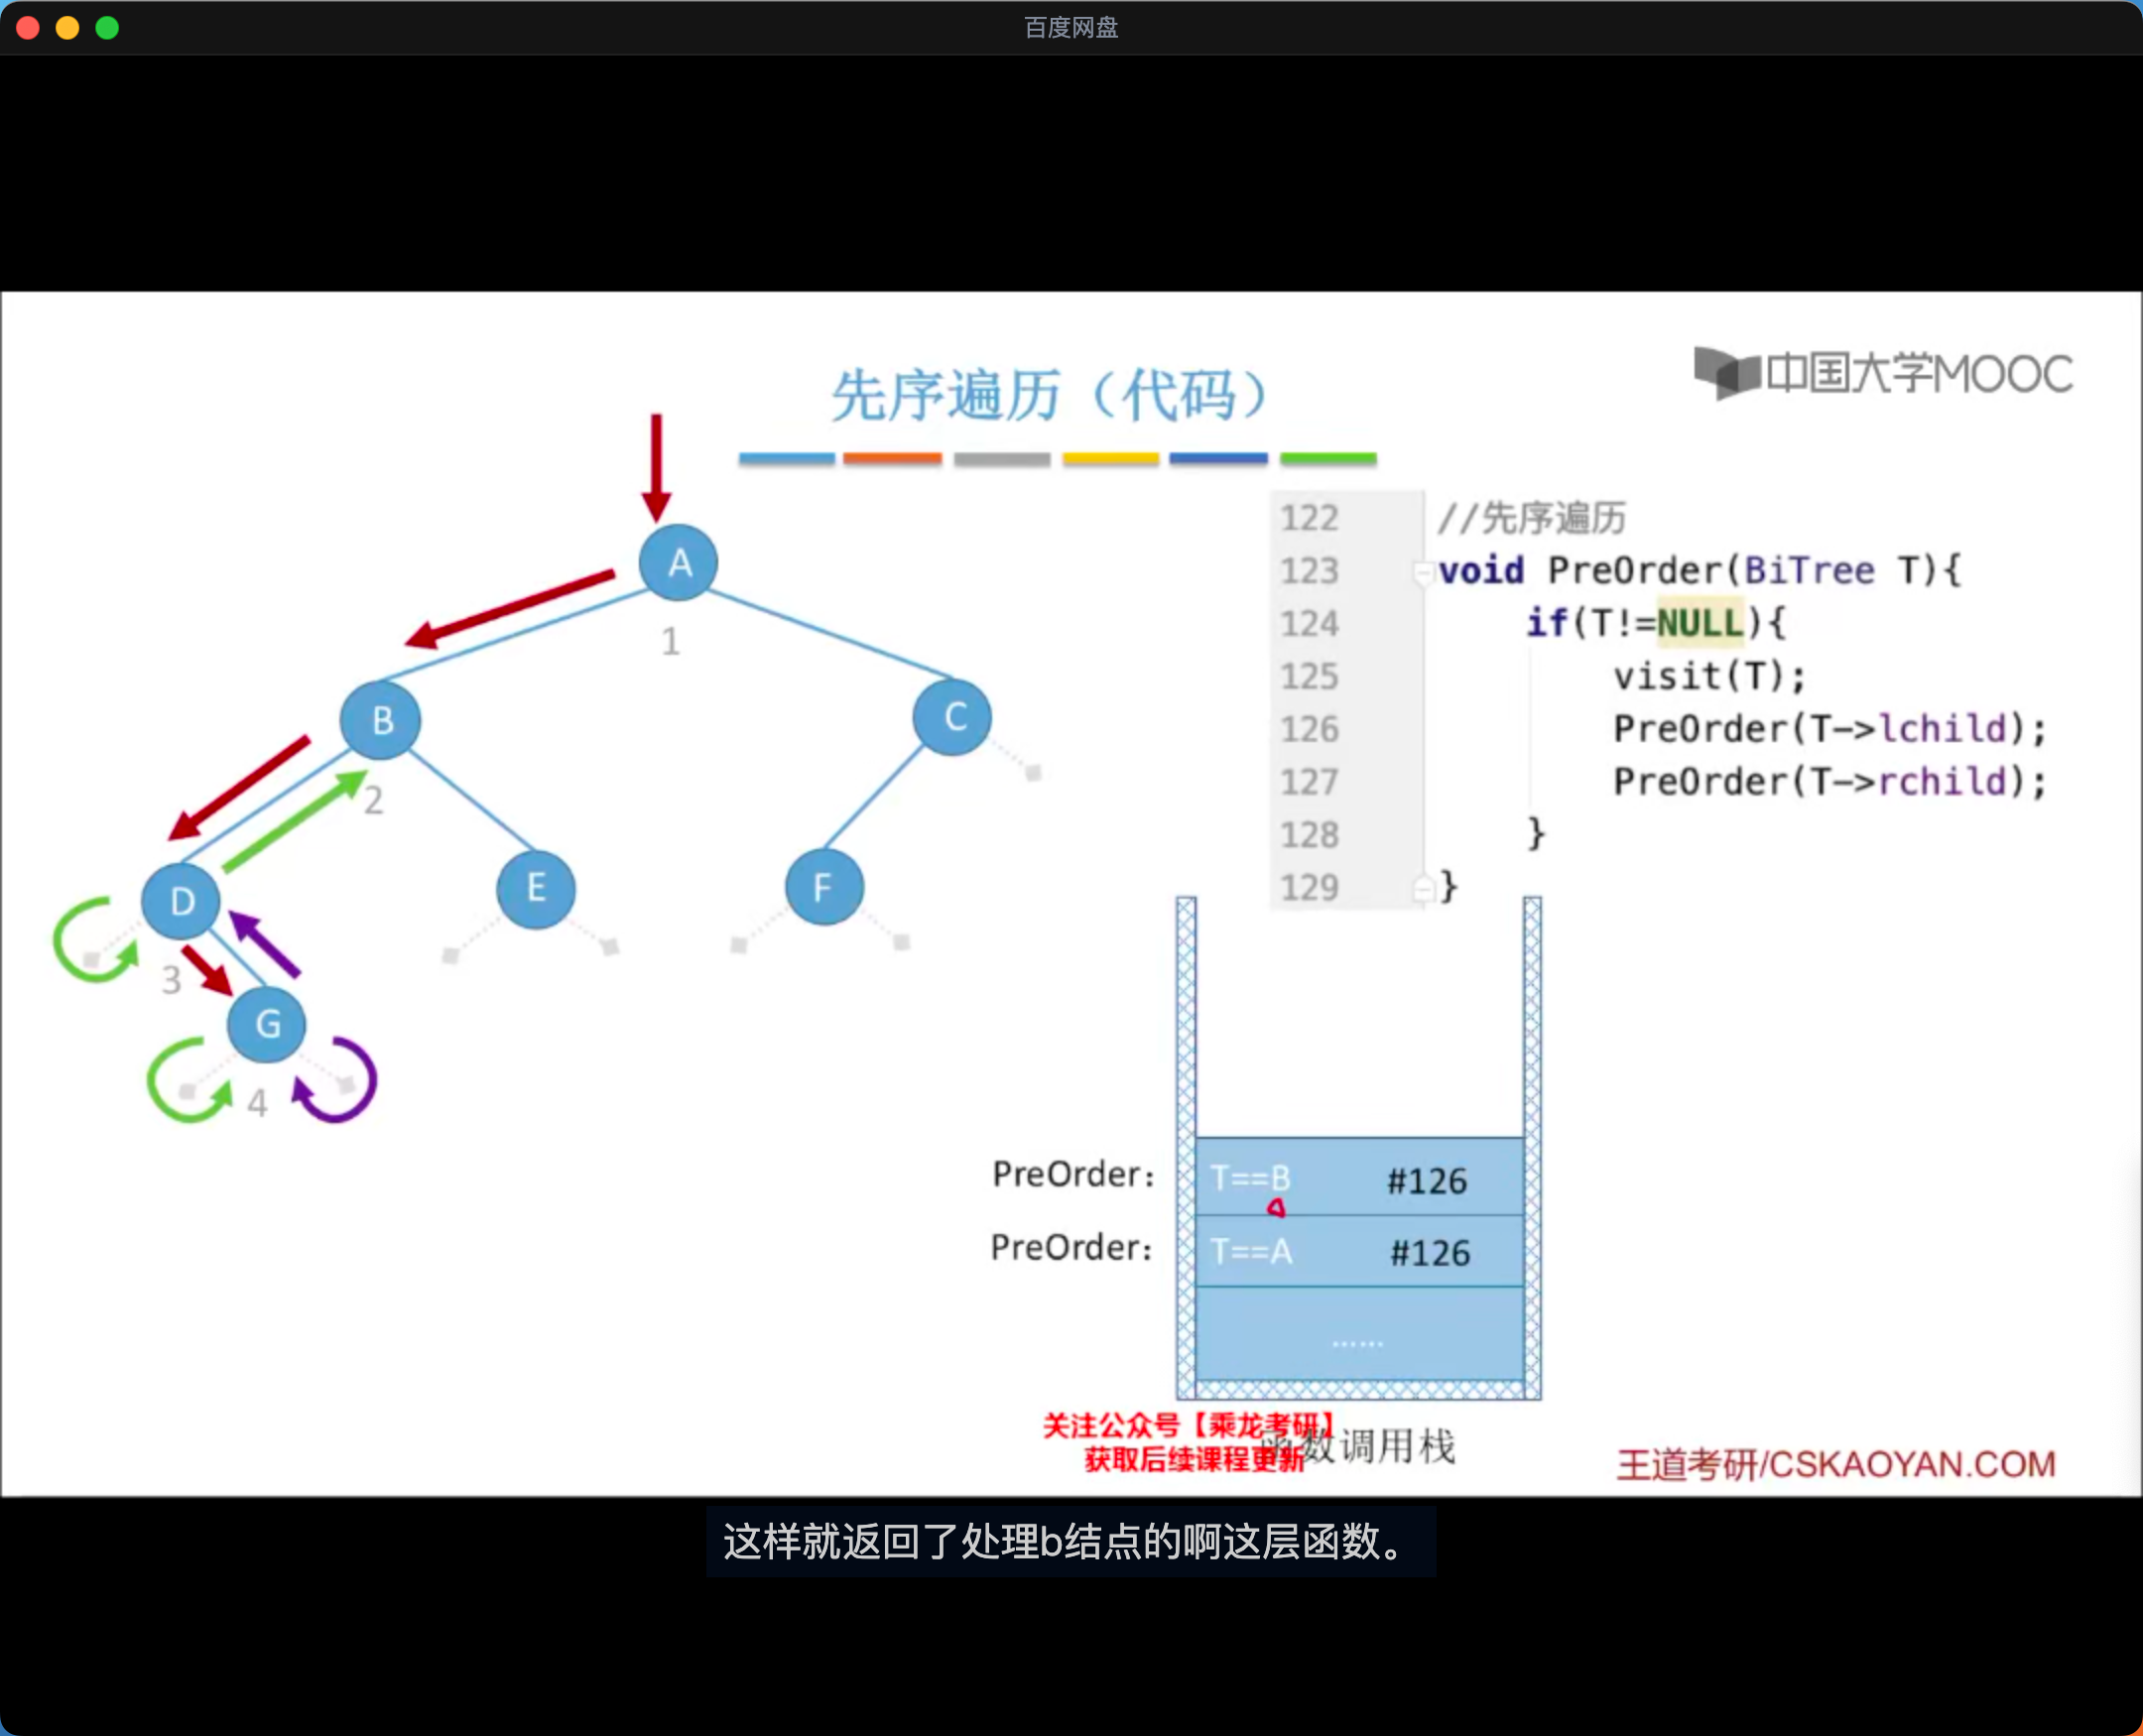 百度网盘
先序遍历（代码）
中国大学MOOC
A
1
B
C
2
D
E
F
3
G
4
122 //先序遍历
123 void PreOrder(BiTree T){
124 if(T!=NULL){
125 visit(T);
126 PreOrder(T->lchild);
127 PreOrder(T->rchild);
128 }
129 }
PreOrder： T==B #126
PreOrder： T==A #126
......
关注公众号【乘龙考研】
获取后续课程更新
函数调用栈
王道考研/CSKAOYAN.COM
这样就返回了处理b结点的啊这层函数。